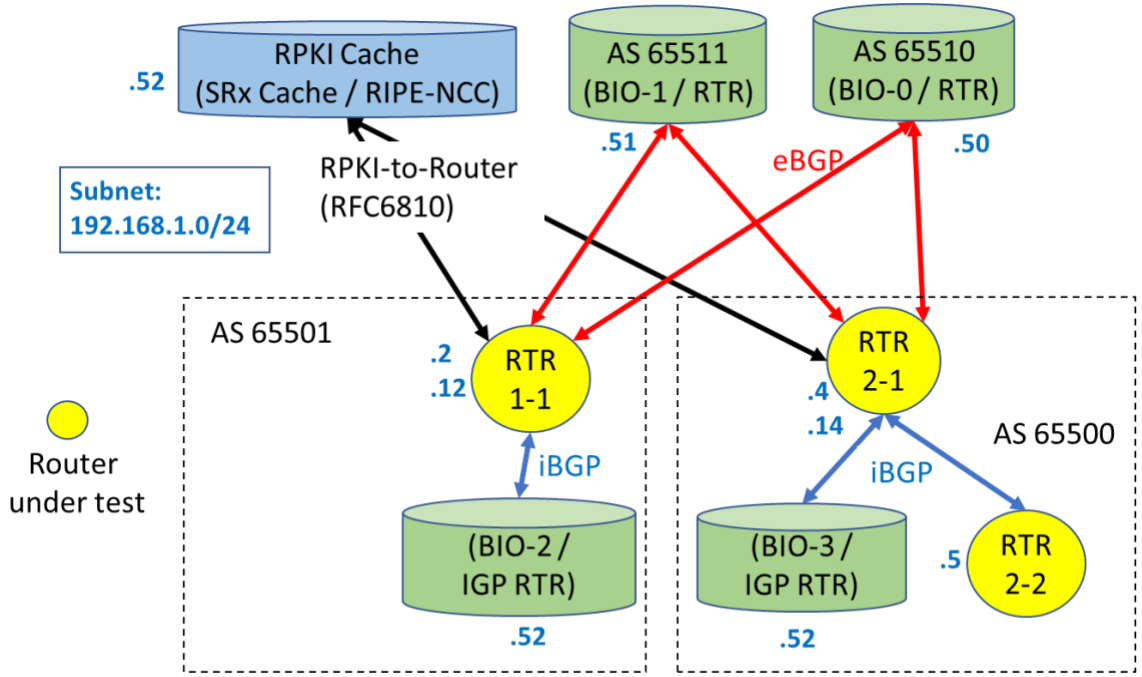 RPKI Cache
(SRx Cache / RIPE-NCC)
.52
AS 65511
(BIO-1 / RTR)
.51
AS 65510
(BIO-0 / RTR)
.50
eBGP
RPKI-to-Router
(RFC6810)
Subnet:
192.168.1.0/24
AS 65501
.2
.12
RTR
1-1
iBGP
(BIO-2 /
IGP RTR)
.52
RTR
2-1
.4
.14
AS 65500
iBGP
(BIO-3 /
IGP RTR)
.52
.5
RTR
2-2
Router
under test